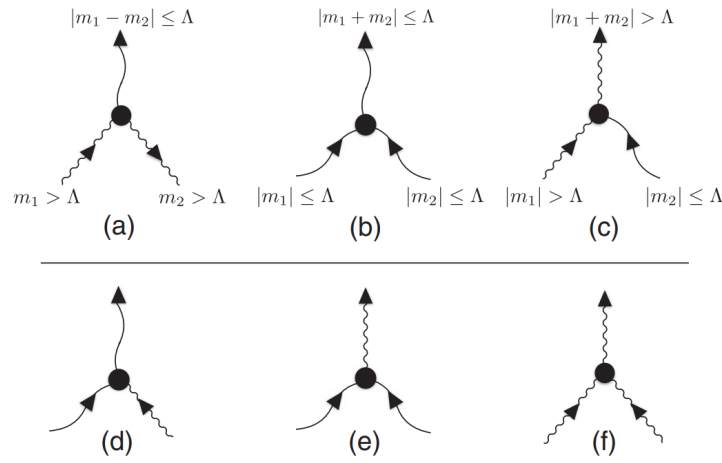 |m₁ − m₂| ≤ Λ
|m₁ + m₂| ≤ Λ
|m₁ + m₂| > Λ
m₁ > Λ
m₂ > Λ
|m₁| ≤ Λ
|m₂| ≤ Λ
|m₁| > Λ
|m₂| ≤ Λ
(a)
(b)
(c)
(d)
(e)
(f)